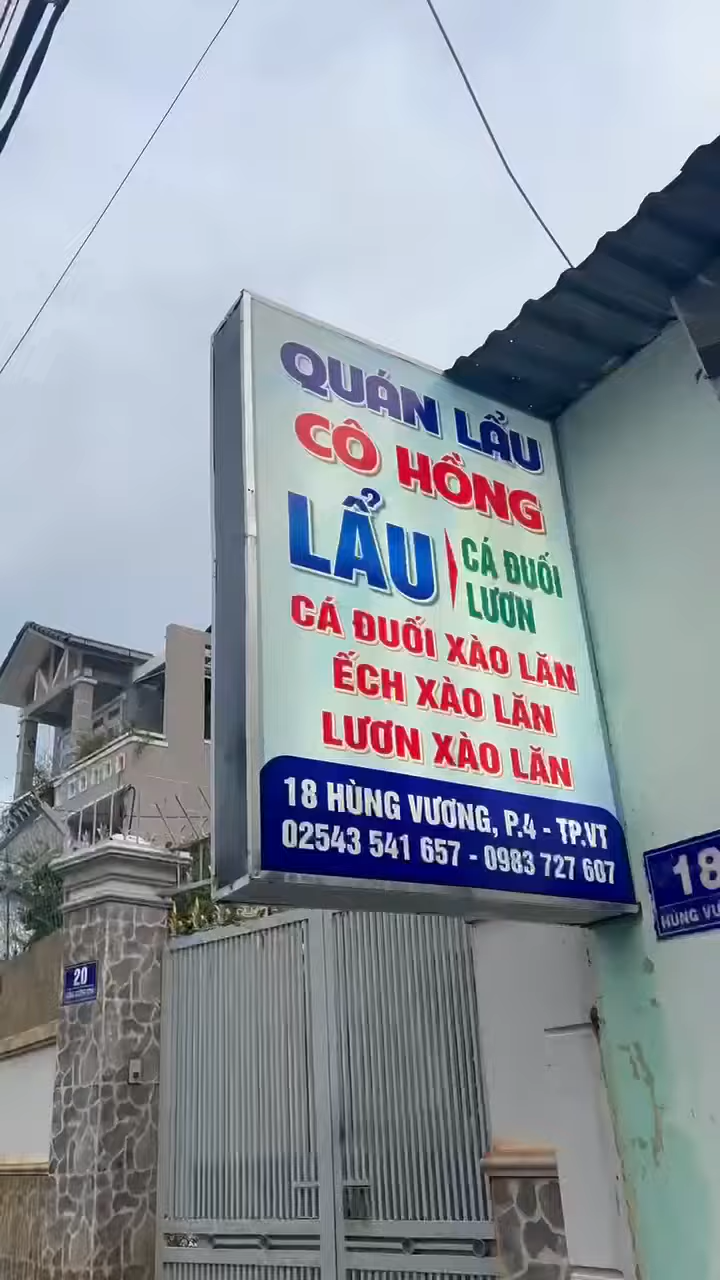 QUÁN LẨU
CÔ HỒNG
LẨU
CÁ ĐUỐI
LƯƠN
CÁ ĐUỐI XÀO LĂN
ẾCH XÀO LĂN
LƯƠN XÀO LĂN
18 HÙNG VƯƠNG, P.4 - TP.VT
02543 541 657 - 0983 727 607
18
HÙNG
20